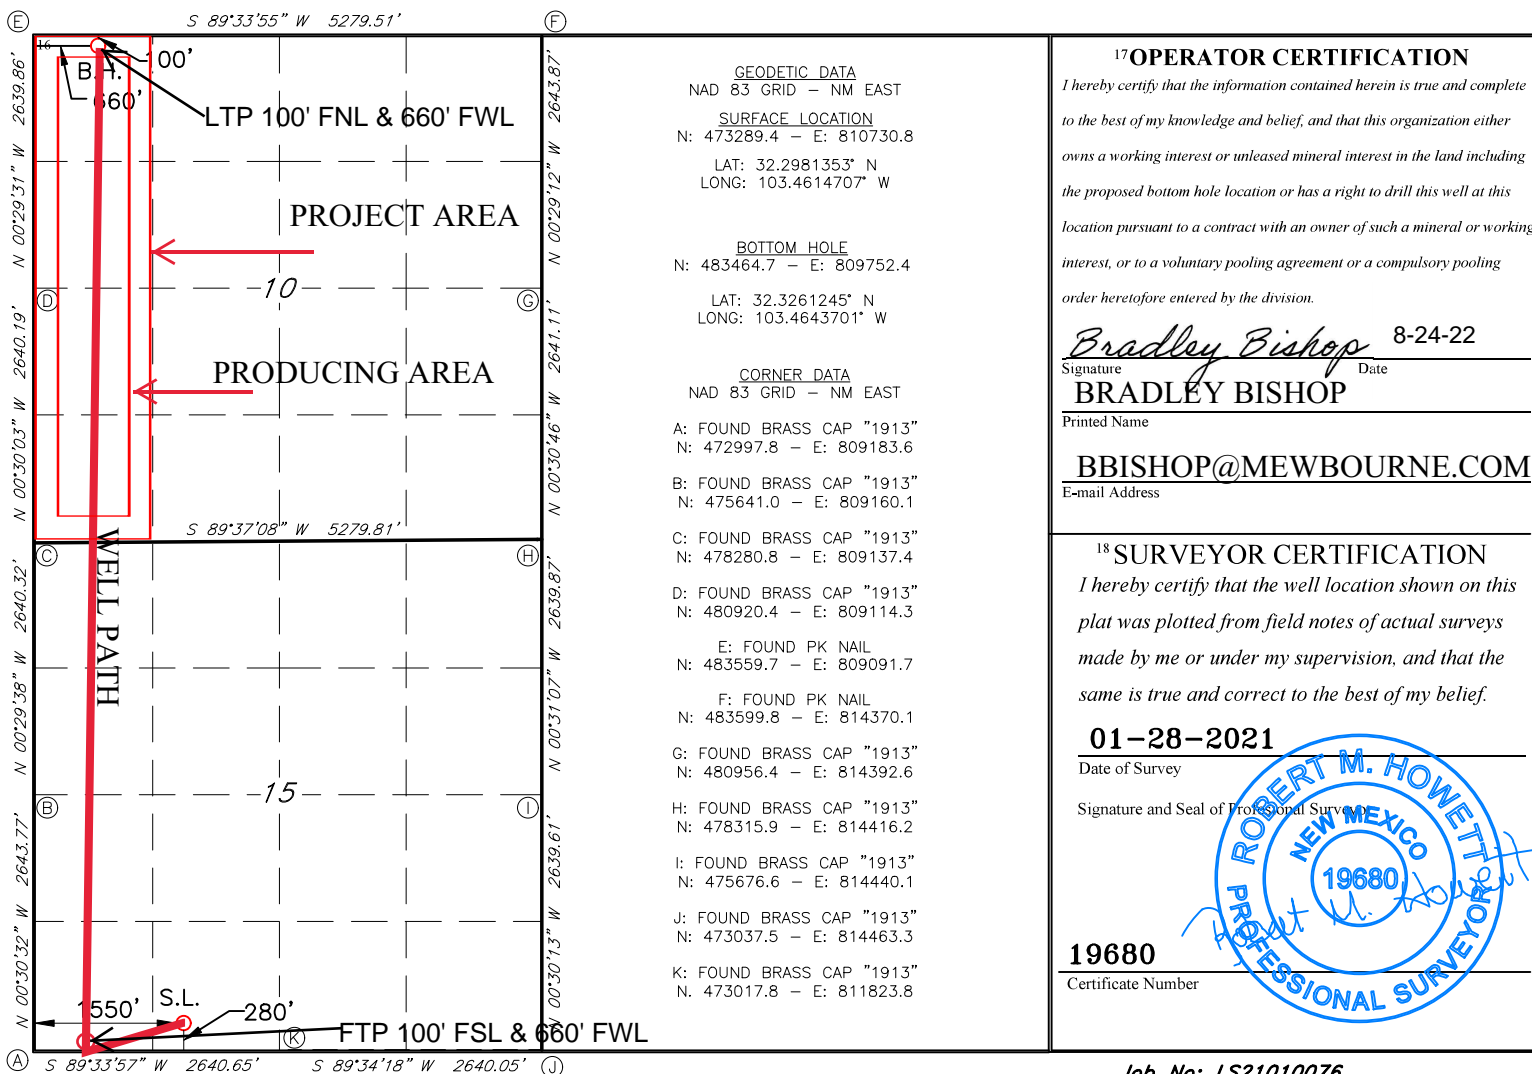 E
S 89°33'55" W 5279.51'
F
16
100'
B.H.
660'
LTP 100' FNL & 660' FWL
N 00°29'31" W 2639.86'
N 00°29'12" W 2643.87'
PROJECT AREA
10
D
G
PRODUCING AREA
N 00°30'03" W 2640.19'
N 00°30'46" W 2641.11'
S 89°37'08" W 5279.81'
C
H
WELL PATH
N 00°29'38" W 2640.32'
N 00°31'07" W 2639.87'
15
B
I
N 00°30'32" W 2643.77'
N 00°30'13" W 2639.61'
1550'
S.L.
280'
K
FTP 100' FSL & 660' FWL
A
S 89°33'57" W 2640.65'
S 89°34'18" W 2640.05'
J
GEODETIC DATA
NAD 83 GRID – NM EAST
SURFACE LOCATION
N: 473289.4 – E: 810730.8
LAT: 32.2981353° N
LONG: 103.4614707° W
BOTTOM HOLE
N: 483464.7 – E: 809752.4
LAT: 32.3261245° N
LONG: 103.4643701° W
CORNER DATA
NAD 83 GRID – NM EAST
A: FOUND BRASS CAP "1913"
N: 472997.8 – E: 809183.6
B: FOUND BRASS CAP "1913"
N: 475641.0 – E: 809160.1
C: FOUND BRASS CAP "1913"
N: 478280.8 – E: 809137.4
D: FOUND BRASS CAP "1913"
N: 480920.4 – E: 809114.3
E: FOUND PK NAIL
N: 483559.7 – E: 809091.7
F: FOUND PK NAIL
N: 483599.8 – E: 814370.1
G: FOUND BRASS CAP "1913"
N: 480956.4 – E: 814392.6
H: FOUND BRASS CAP "1913"
N: 478315.9 – E: 814416.2
I: FOUND BRASS CAP "1913"
N: 475676.6 – E: 814440.1
J: FOUND BRASS CAP "1913"
N: 473037.5 – E: 814463.3
K: FOUND BRASS CAP "1913"
N. 473017.8 – E: 811823.8
17 OPERATOR CERTIFICATION
I hereby certify that the information contained herein is true and complete
to the best of my knowledge and belief, and that this organization either
owns a working interest or unleased mineral interest in the land including
the proposed bottom hole location or has a right to drill this well at this
location pursuant to a contract with an owner of such a mineral or working
interest, or to a voluntary pooling agreement or a compulsory pooling
order heretofore entered by the division.
Bradley Bishop 8-24-22
Signature Date
BRADLEY BISHOP
Printed Name
BBISHOP@MEWBOURNE.COM
E-mail Address
18 SURVEYOR CERTIFICATION
I hereby certify that the well location shown on this
plat was plotted from field notes of actual surveys
made by me or under my supervision, and that the
same is true and correct to the best of my belief.
01–28–2021
Date of Survey
Signature and Seal of Professional Surveyor
ROBERT M. HOWETT
NEW MEXICO
19680
PROFESSIONAL SURVEYOR
Robert M. Howett
19680
Certificate Number
Job No: LS21010076